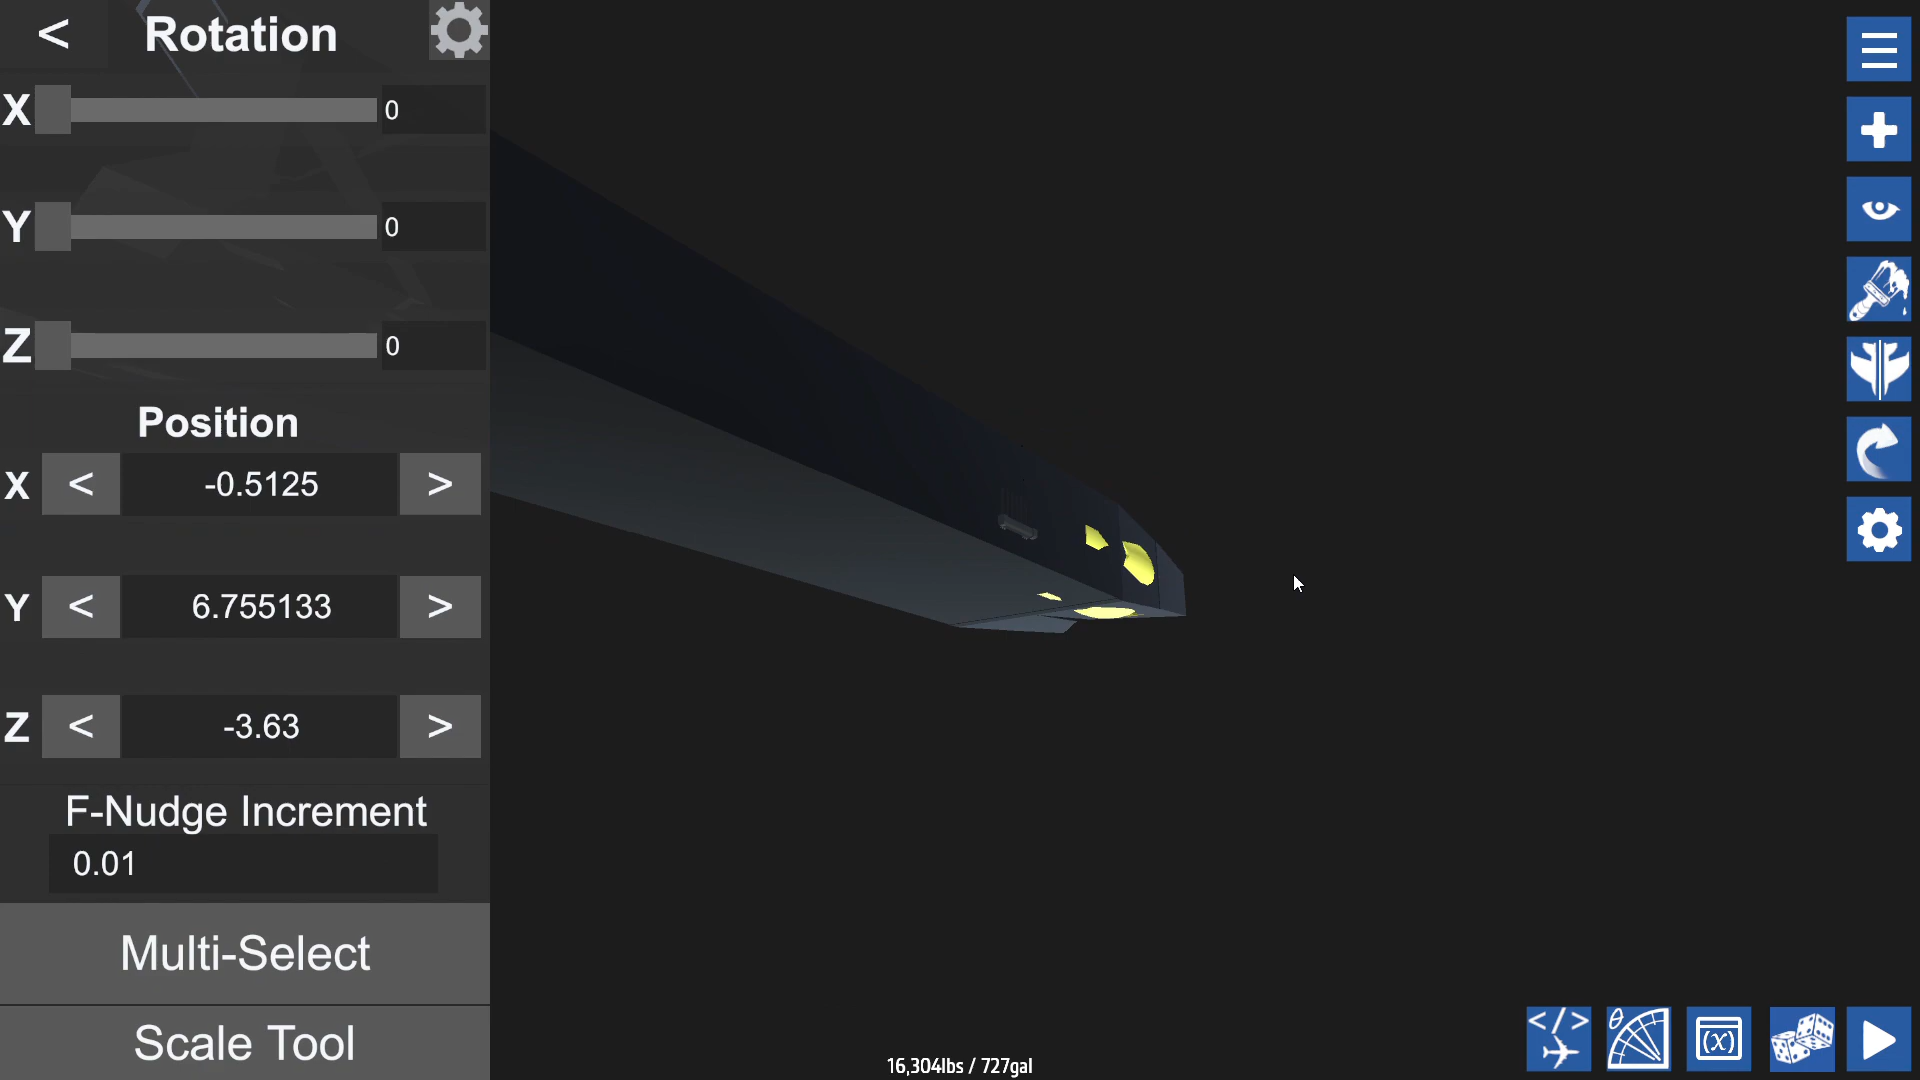 < Rotation
X 0
Y 0
Z 0
Position
X < -0.5125 >
Y < 6.755133 >
Z < -3.63 >
F-Nudge Increment
0.01
Multi-Select
Scale Tool
16,304lbs / 727gal
</>
θ
(x)